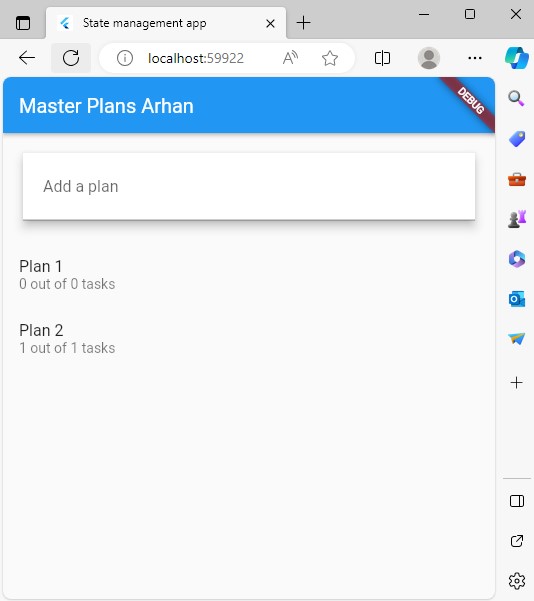 State management app
localhost:59922
Master Plans Arhan
DEBUG
Add a plan
Plan 1
0 out of 0 tasks
Plan 2
1 out of 1 tasks